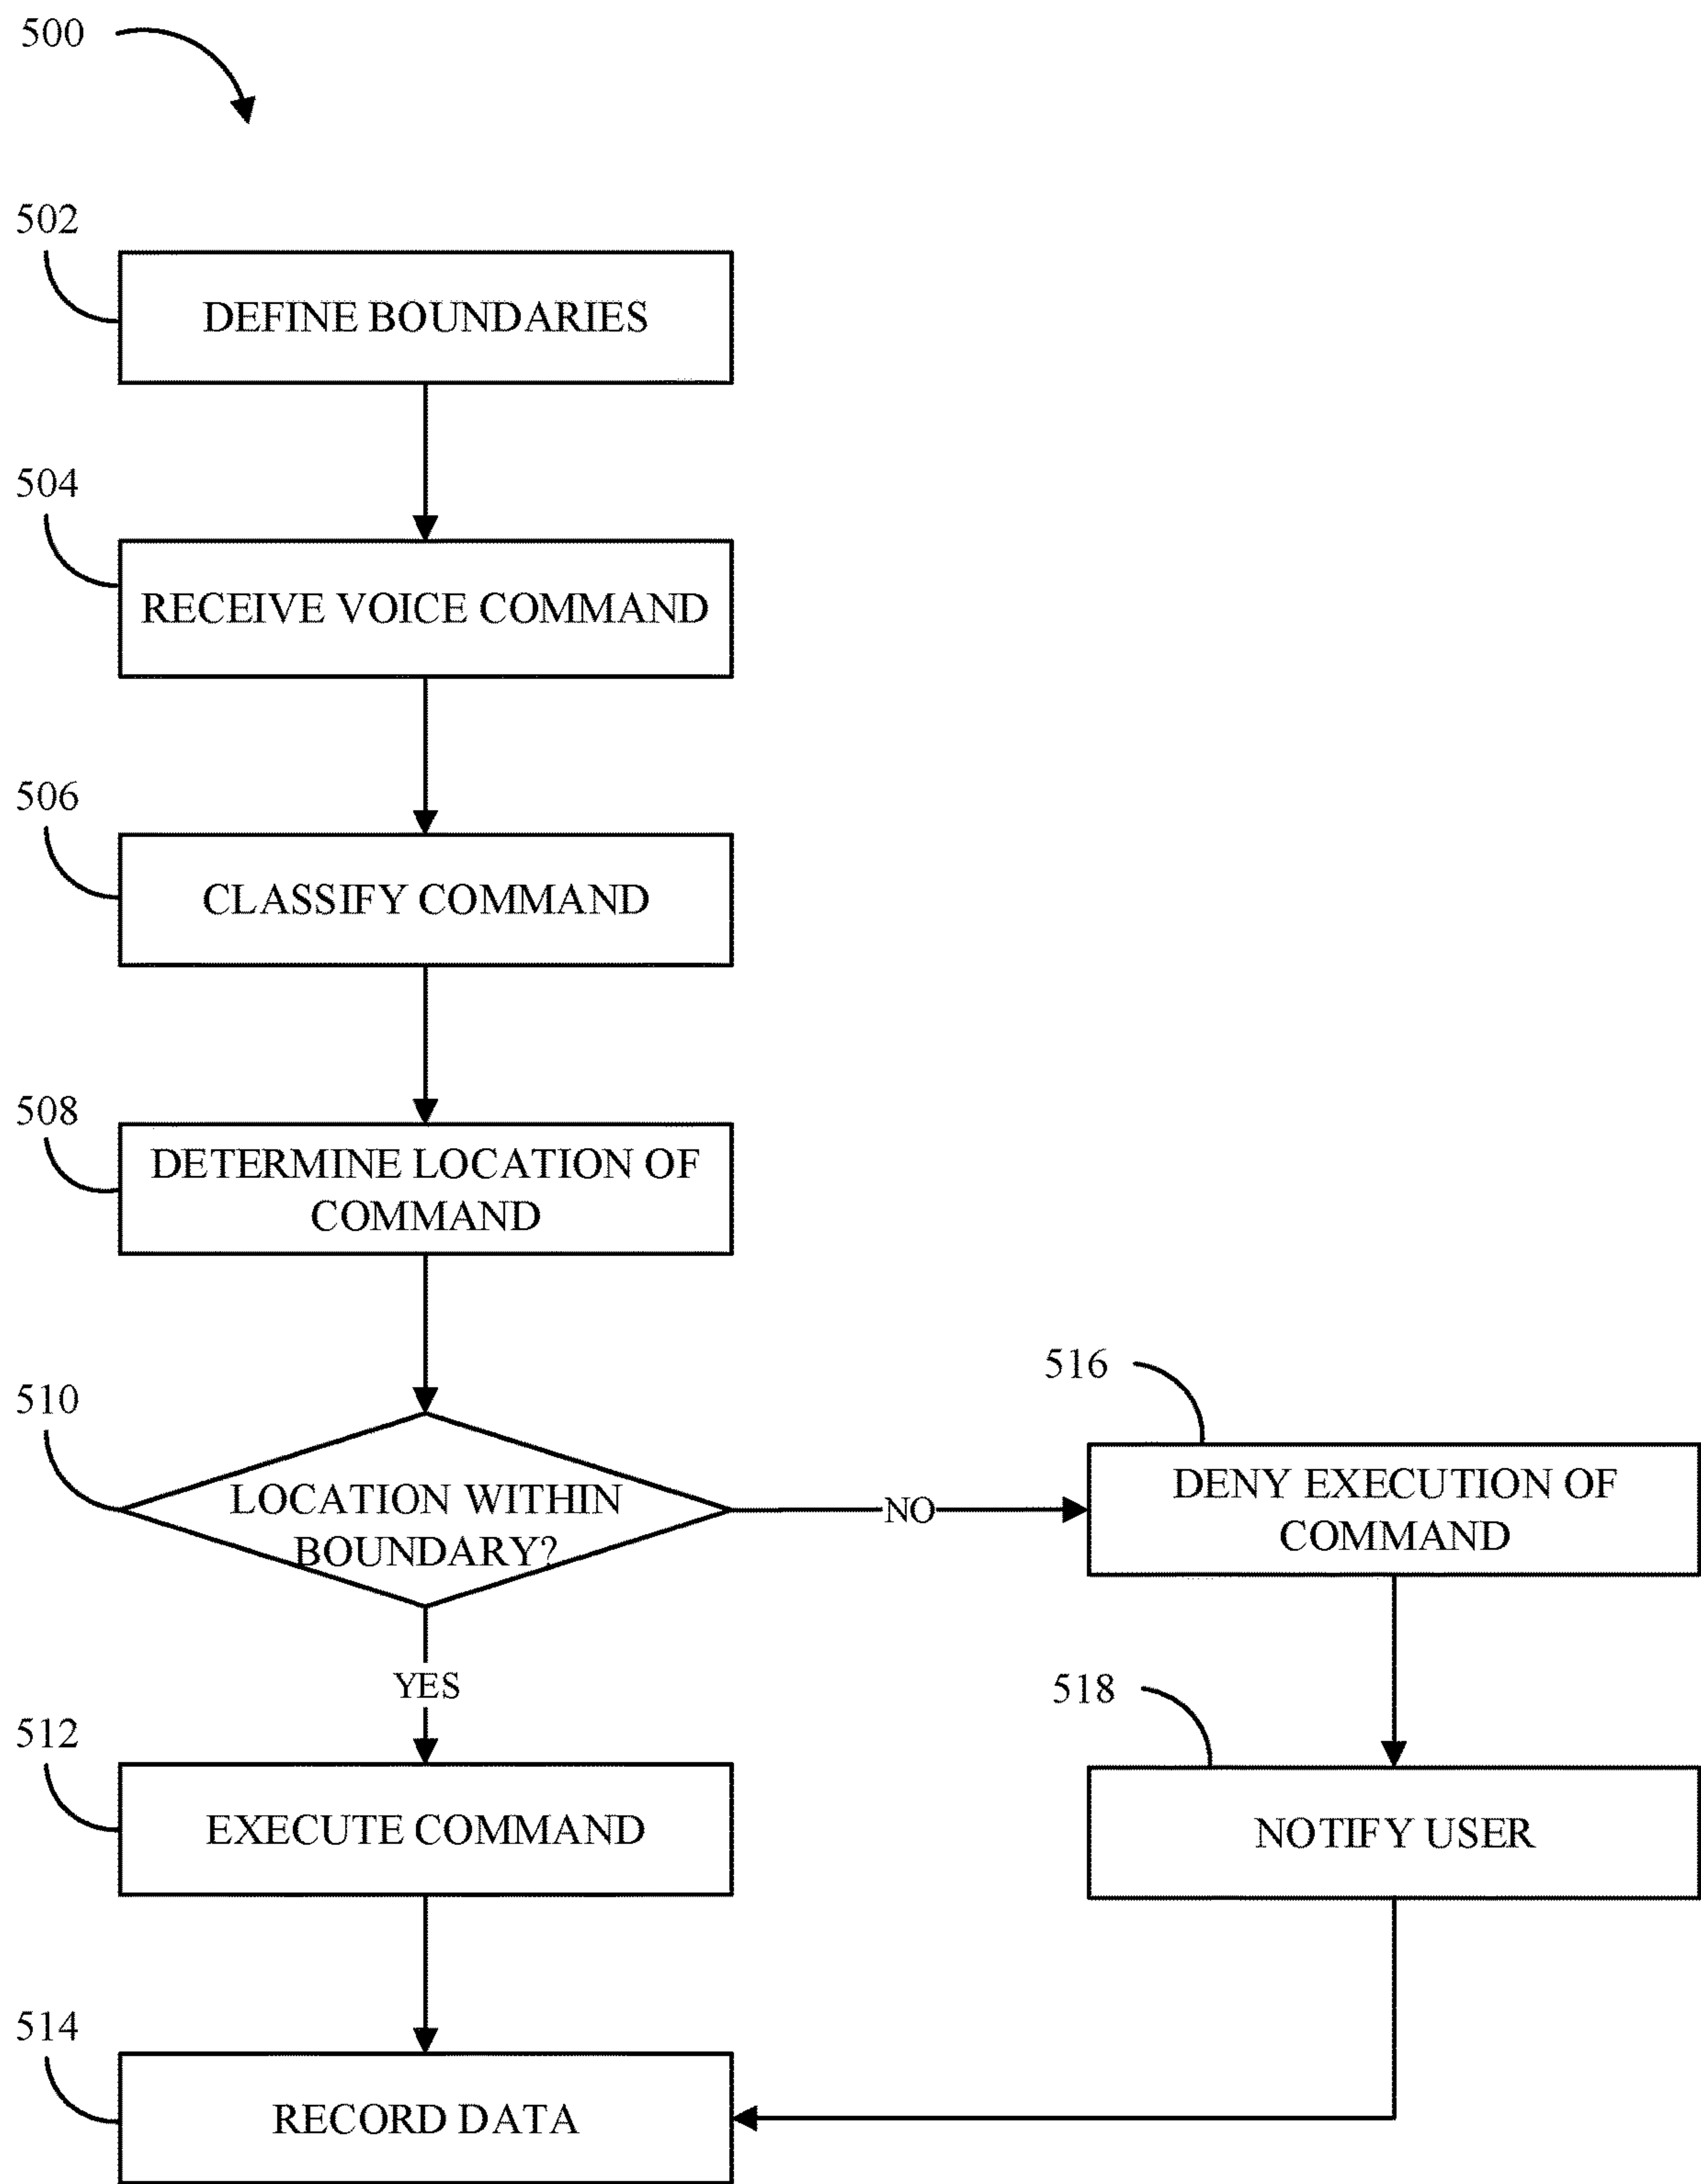 500
502
DEFINE BOUNDARIES
504
RECEIVE VOICE COMMAND
506
CLASSIFY COMMAND
508
DETERMINE LOCATION OF
COMMAND
510
LOCATION WITHIN
BOUNDARY?
NO
516
DENY EXECUTION OF
COMMAND
YES
512
EXECUTE COMMAND
518
NOTIFY USER
514
RECORD DATA